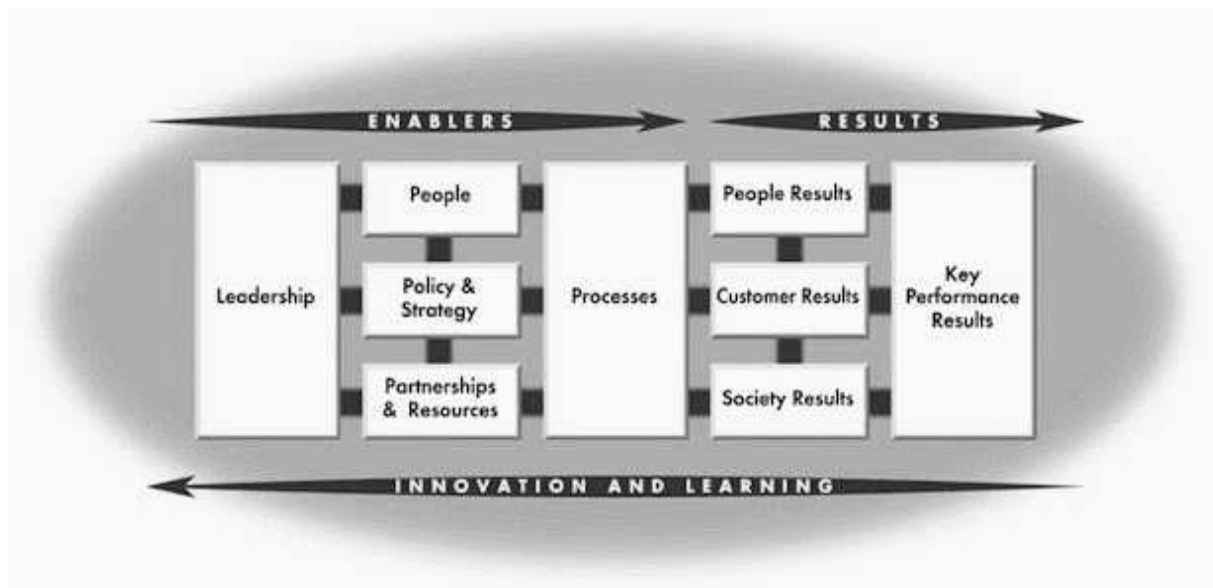 ENABLERS
RESULTS
Leadership
People
Policy &
Strategy
Partnerships
& Resources
Processes
People Results
Customer Results
Society Results
Key
Performance
Results
INNOVATION AND LEARNING